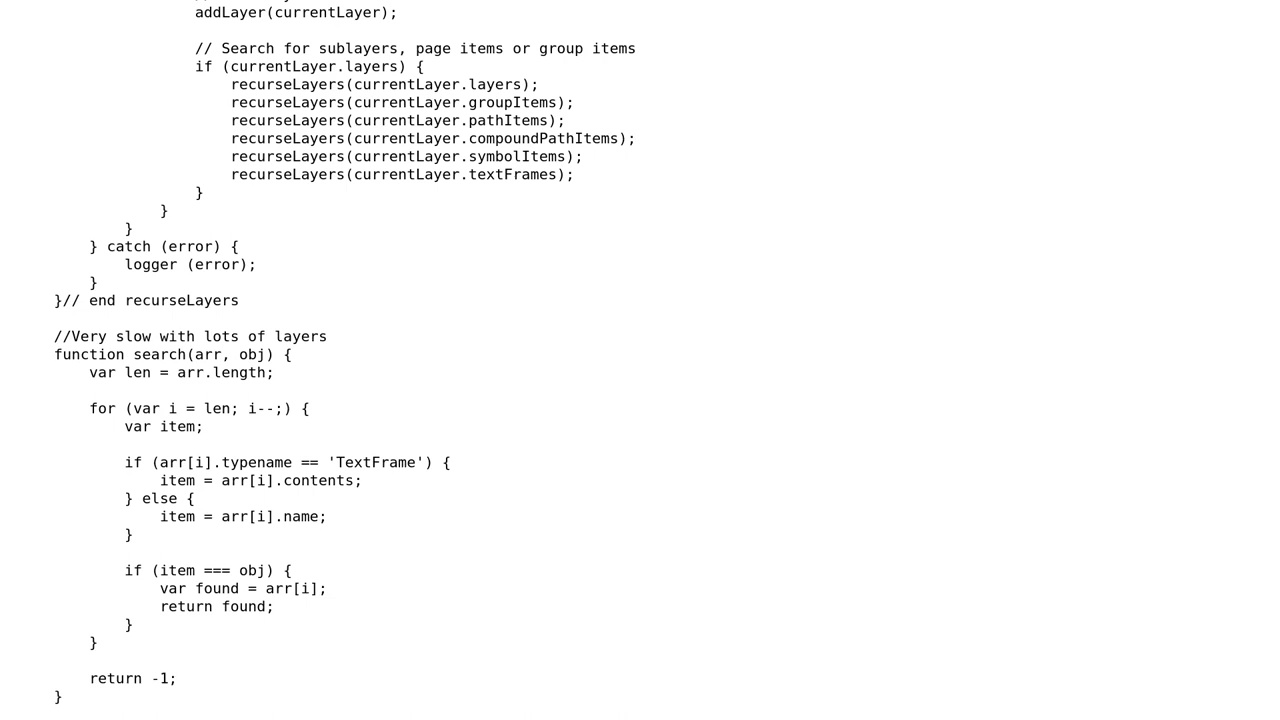 addLayer(currentLayer);
// Search for sublayers, page items or group items
if (currentLayer.layers) {
recurseLayers(currentLayer.layers);
recurseLayers(currentLayer.groupItems);
recurseLayers(currentLayer.pathItems);
recurseLayers(currentLayer.compoundPathItems);
recurseLayers(currentLayer.symbolItems);
recurseLayers(currentLayer.textFrames);
}
}
}
} catch (error) {
logger (error);
}
}// end recurseLayers
//Very slow with lots of layers
function search(arr, obj) {
var len = arr.length;
for (var i = len; i--;) {
var item;
if (arr[i].typename == 'TextFrame') {
item = arr[i].contents;
} else {
item = arr[i].name;
}
if (item === obj) {
var found = arr[i];
return found;
}
}
return -1;
}